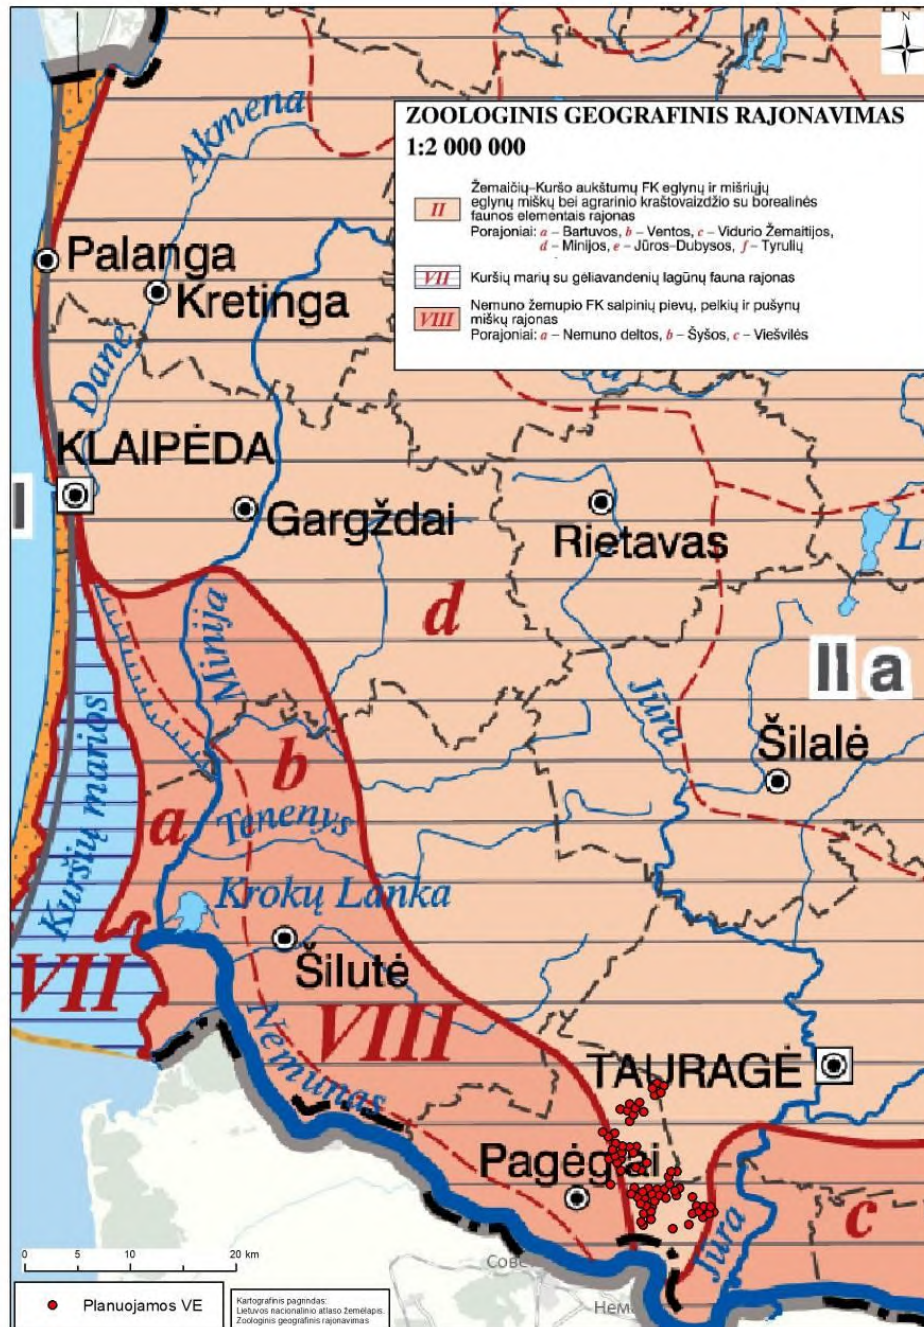 N
ZOOLOGINIS GEOGRAFINIS RAJONAVIMAS
1:2 000 000
II
Žemaičių–Kuršo aukštumų FK eglynų ir mišriųjų
eglynų miškų bei agrarinio kraštovaizdžio su borealinės
faunos elementais rajonas
Porajoniai: a – Bartuvos, b – Ventos, c – Vidurio Žemaitijos,
d – Minijos, e – Jūros–Dubysos, f – Tyrulių
VII
Kuršių marių su gėlavandenių lagūnų fauna rajonas
VIII
Nemuno žemupio FK salpinių pievų, pelkių ir pušynų
miškų rajonas
Porajoniai: a – Nemuno deltos, b – Šyšos, c – Viešvilės
Akmena
Palanga
Kretinga
Danė
KLAIPĖDA
I
Gargždai
Rietavas
L
d
Minija
II a
Jūra
Šilalė
b
Kuršių marios
a
Tenenys
Krokų Lanka
Šilutė
VII
VIII
Nemunas
TAURAGĖ
Pagėgiai
c
Jūra
0 5 10 20 km
Сове
Нема
Planuojamos VE
Kartografinis pagrindas:
Lietuvos nacionalinio atlaso žemėlapis.
Zoologinis geografinis rajonavimas